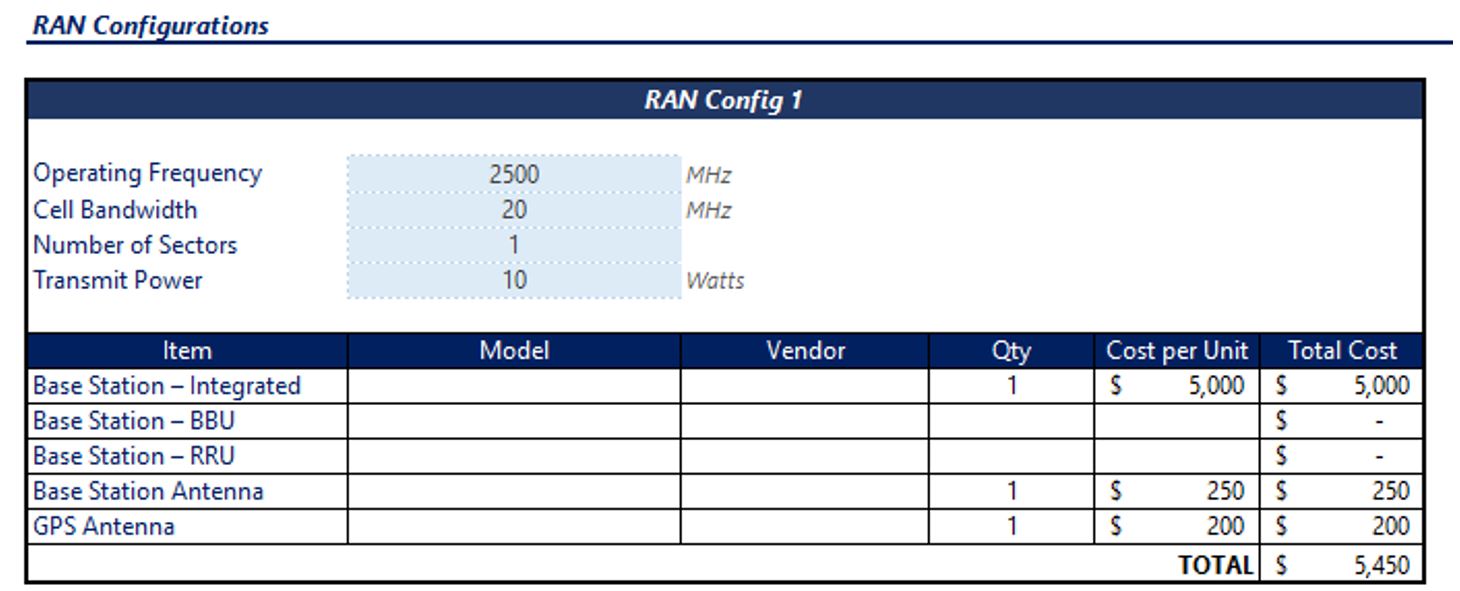 RAN Configurations
RAN Config 1
Operating Frequency 2500 MHz
Cell Bandwidth 20 MHz
Number of Sectors 1
Transmit Power 10 Watts
Item Model Vendor Qty Cost per Unit Total Cost
Base Station – Integrated 1 $ 5,000 $ 5,000
Base Station – BBU $ -
Base Station – RRU $ -
Base Station Antenna 1 $ 250 $ 250
GPS Antenna 1 $ 200 $ 200
TOTAL $ 5,450